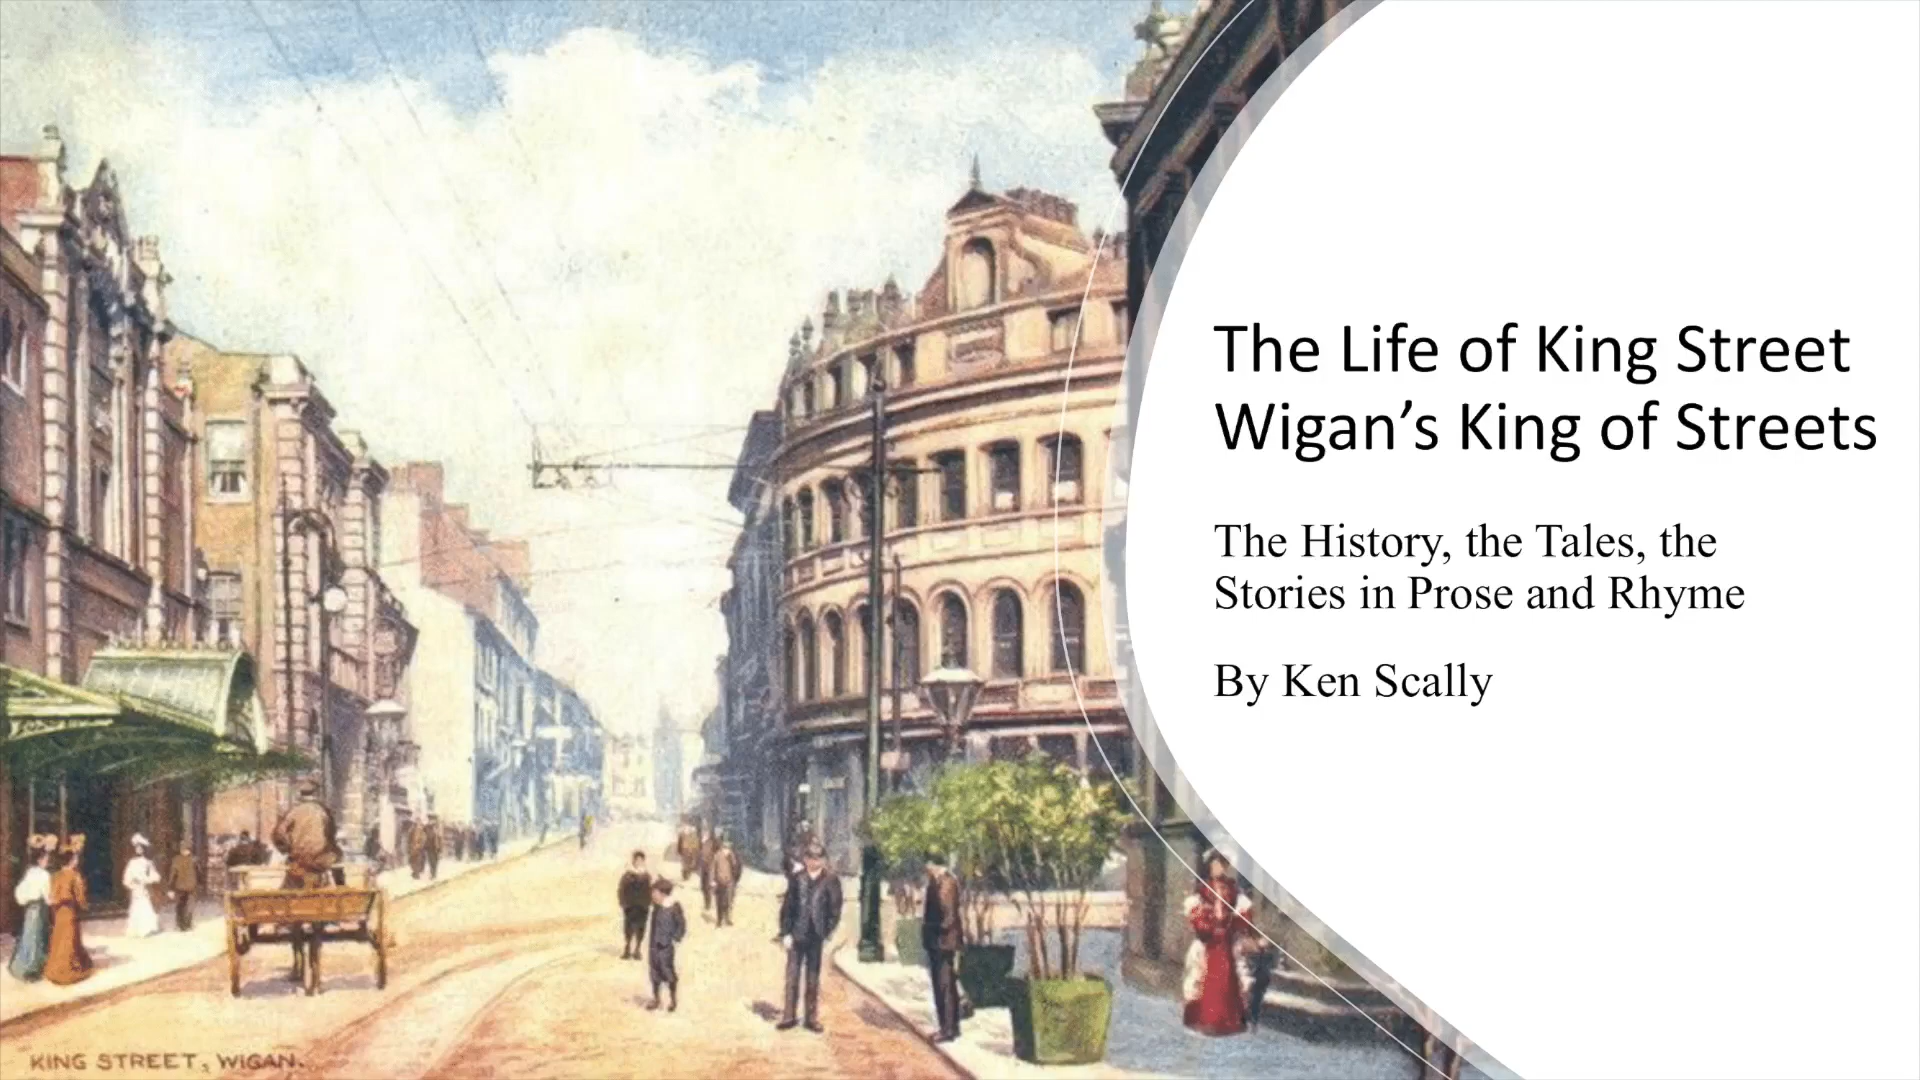 The Life of King Street
Wigan’s King of Streets
The History, the Tales, the
Stories in Prose and Rhyme
By Ken Scally
KING STREET, WIGAN.